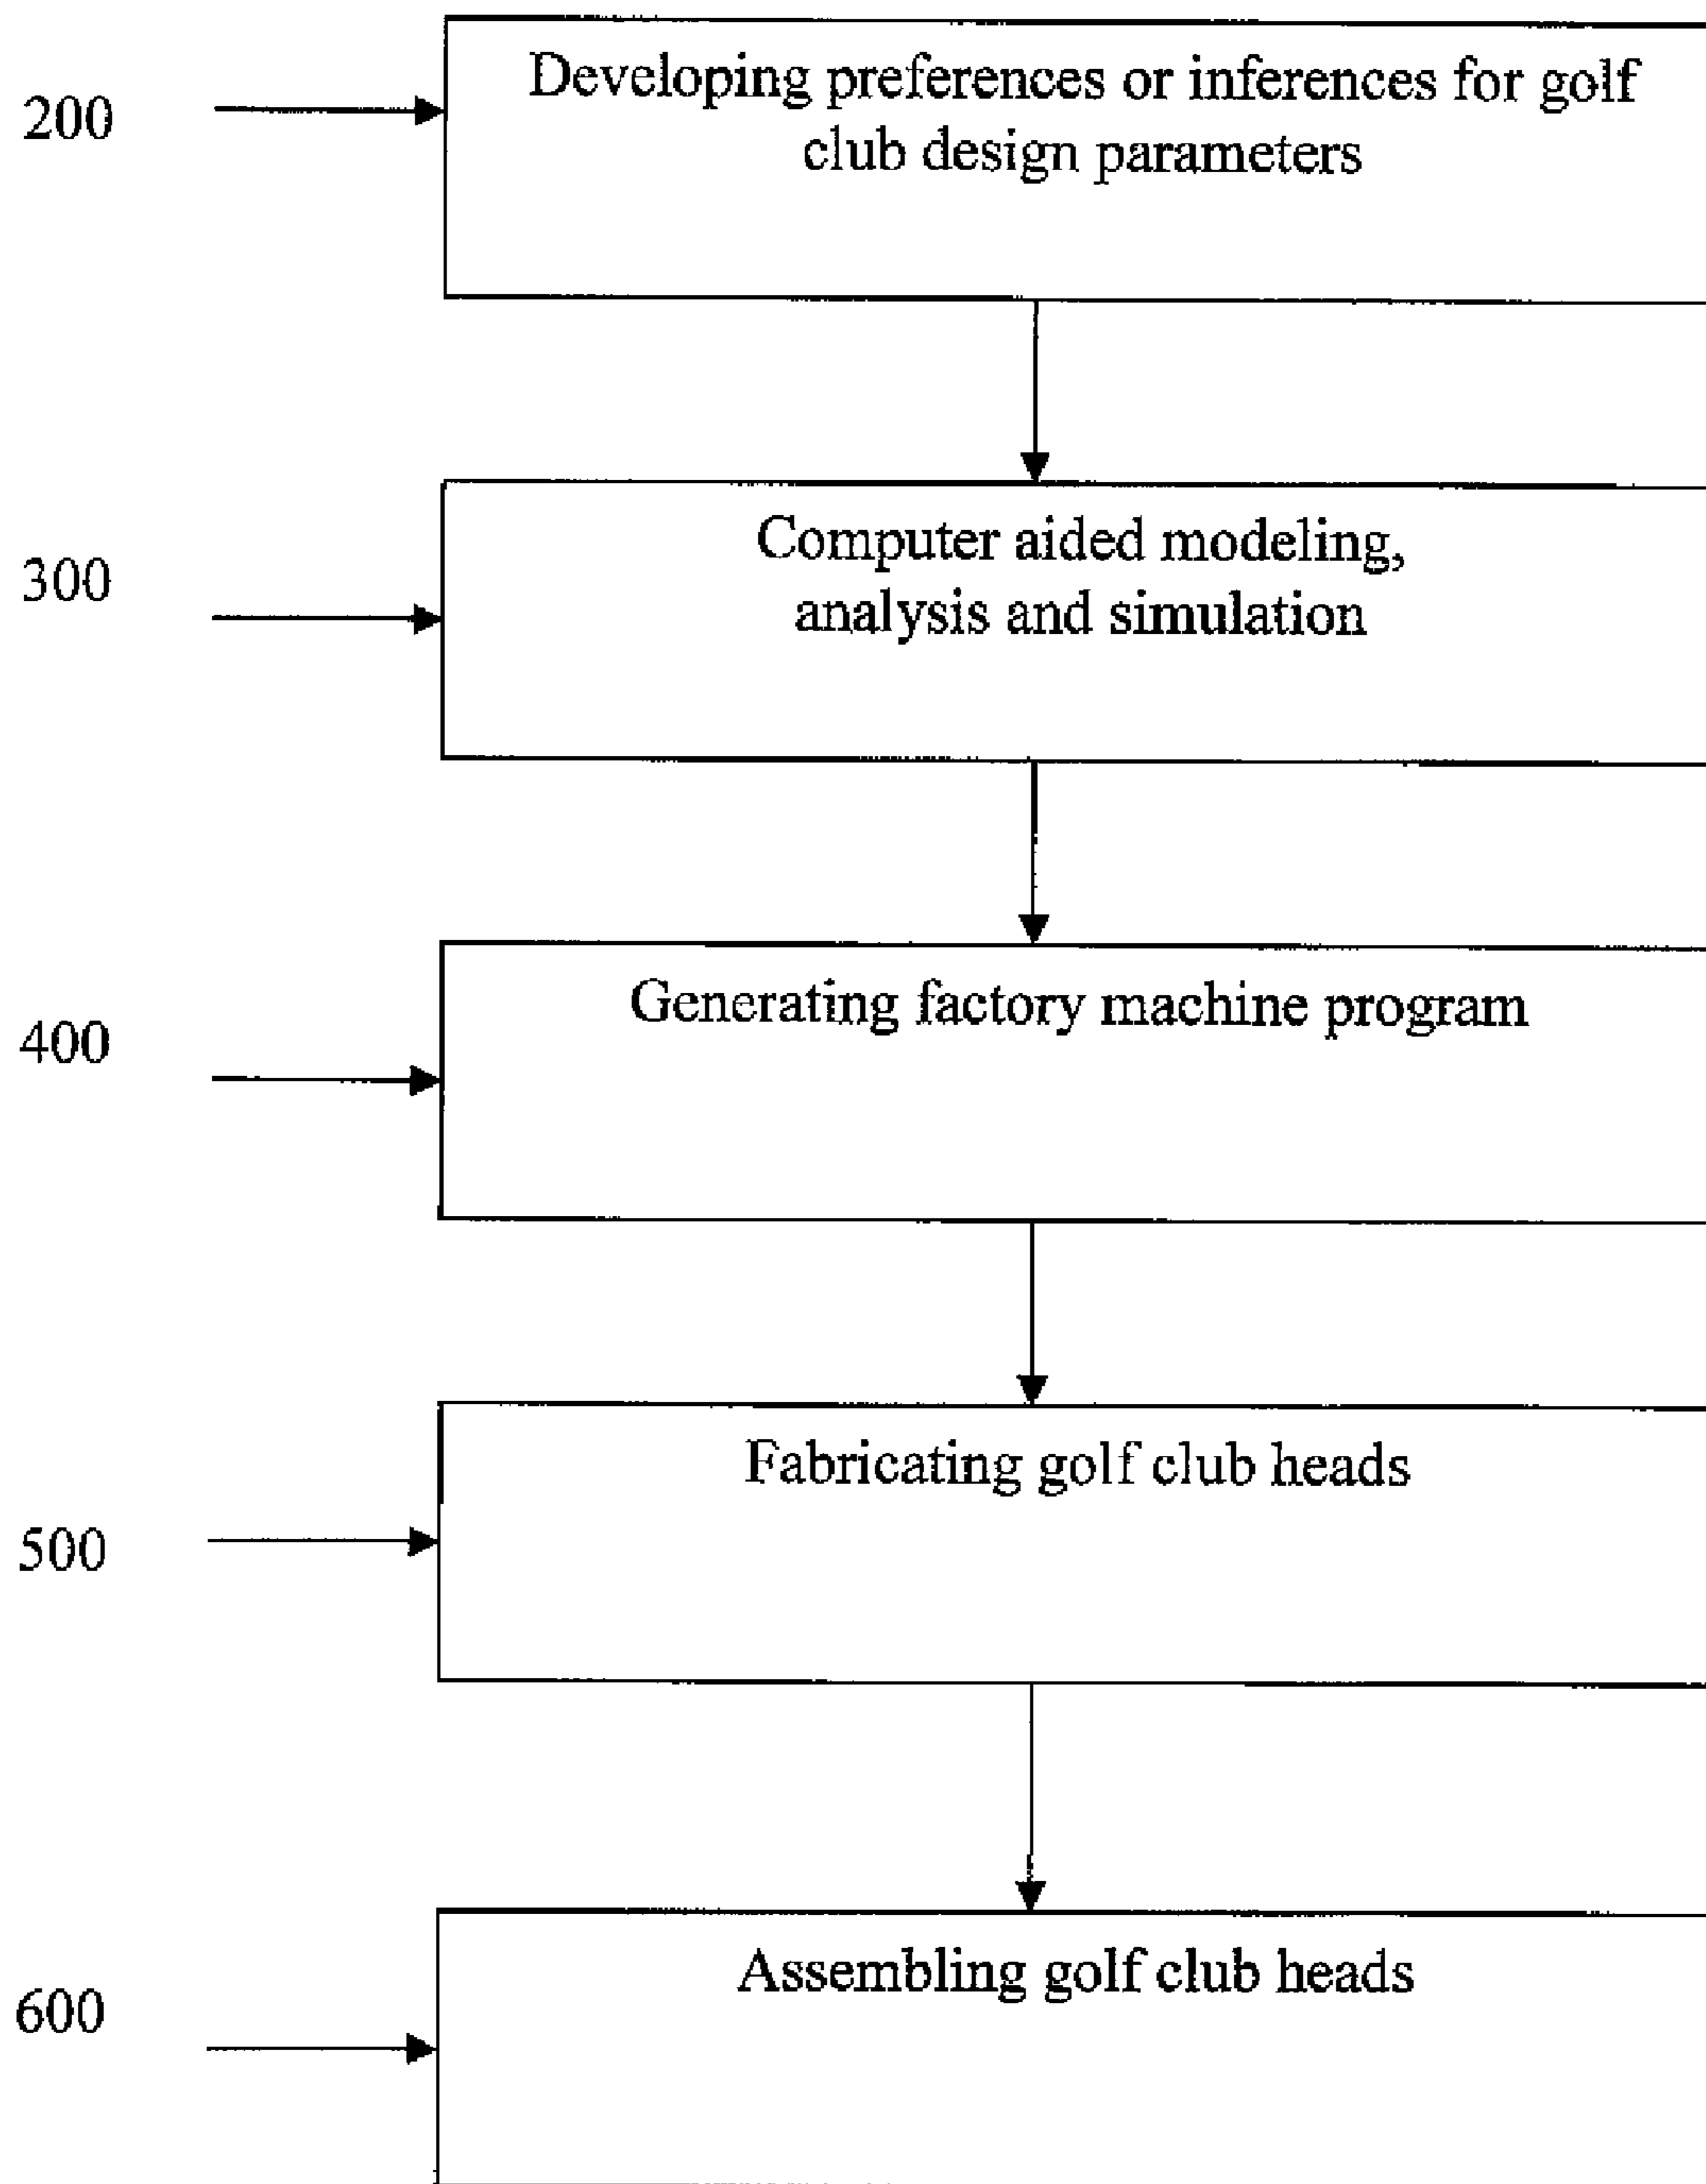 200
Developing preferences or inferences for golf
club design parameters
300
Computer aided modeling,
analysis and simulation
400
Generating factory machine program
500
Fabricating golf club heads
600
Assembling golf club heads